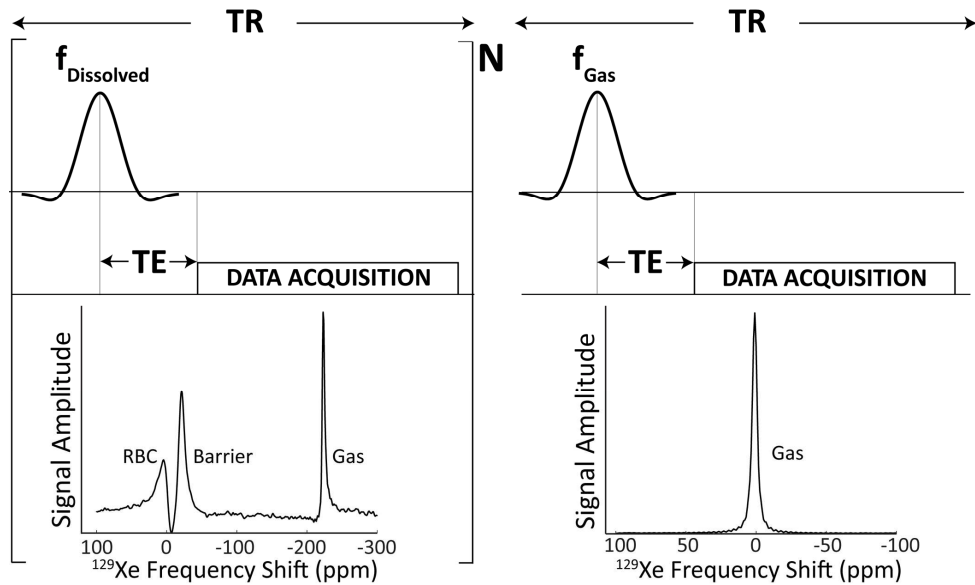 TR
TR
f Dissolved
N
f Gas
TE
DATA ACQUISITION
TE
DATA ACQUISITION
Signal Amplitude
RBC
Barrier
Gas
100 0 -100 -200 -300
129Xe Frequency Shift (ppm)
Signal Amplitude
Gas
100 50 0 -50 -100
129Xe Frequency Shift (ppm)